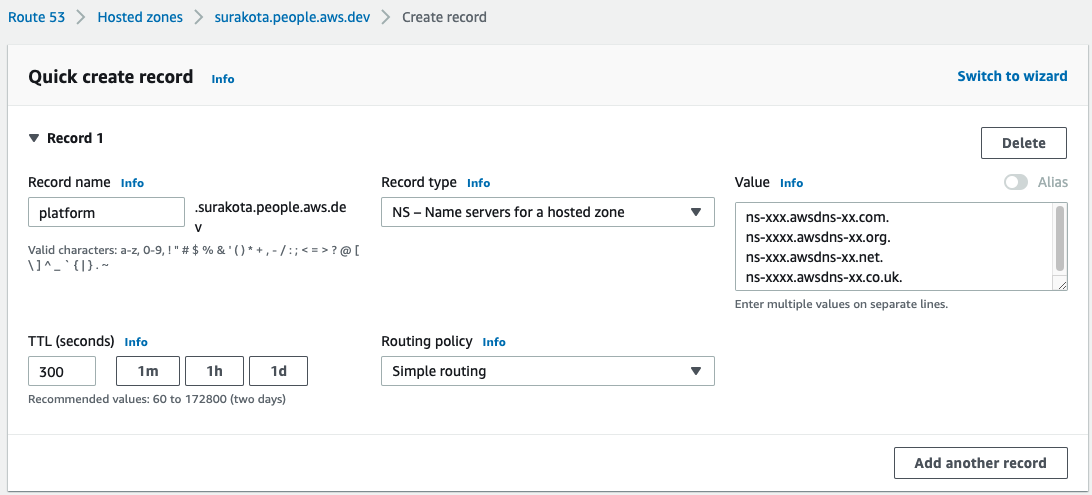 Route 53 > Hosted zones > surakota.people.aws.dev > Create record
Quick create record Info
Switch to wizard
▼ Record 1
Delete
Record name Info
platform
.surakota.people.aws.de
v
Valid characters: a-z, 0-9, ! " # $ % & ' ( ) * + , - / : ; < = > ? @ [
\ ] ^ _ ` { | } . ~
Record type Info
NS – Name servers for a hosted zone
Value Info
Alias
ns-xxx.awsdns-xx.com.
ns-xxxx.awsdns-xx.org.
ns-xxx.awsdns-xx.net.
ns-xxxx.awsdns-xx.co.uk.
Enter multiple values on separate lines.
TTL (seconds) Info
300
1m
1h
1d
Recommended values: 60 to 172800 (two days)
Routing policy Info
Simple routing
Add another record